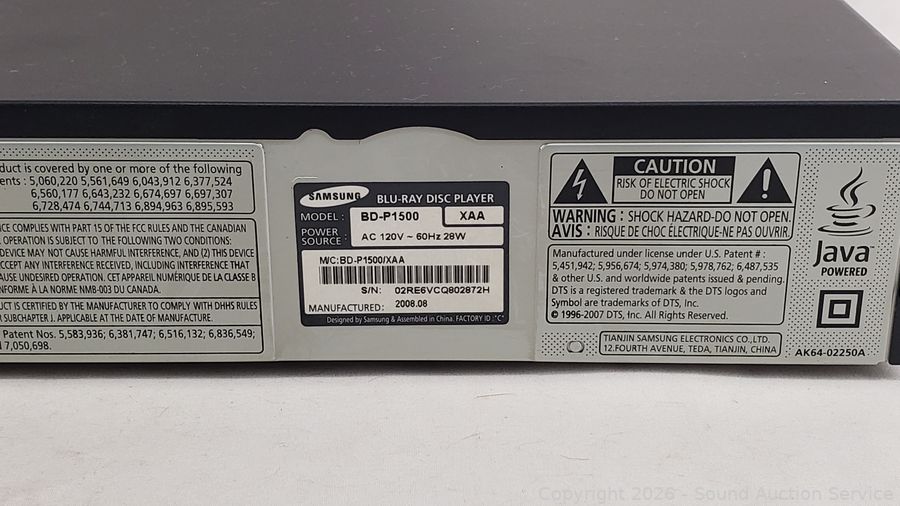 duct is covered by one or more of the following
ents : 5,060,220 5,561,649 6,043,912 6,377,524
6,560,177 6,643,232 6,674,697 6,697,307
6,728,474 6,744,713 6,894,963 6,895,593
ICE COMPLIES WITH PART 15 OF THE FCC RULES AND THE CANADIAN
OPERATION IS SUBJECT TO THE FOLLOWING TWO CONDITIONS:
DEVICE MAY NOT CAUSE HARMFUL INTERFERENCE, AND (2) THIS DEVICE
ACCEPT ANY INTERFERENCE RECEIVED, INCLUDING INTERFERENCE
CAUSE UNDESIRED OPERATION. CET APPAREIL NUMÉRIQUE DE LA CLASSE B
NFORME À LA NORME NMB-003 DU CANADA.
UCT IS CERTIFIED BY THE MANUFACTURER TO COMPLY WITH DHHS RULES
SUBCHAPTER J. APPLICABLE AT THE DATE OF MANUFACTURE.
Patent Nos. 5,583,936; 6,381,747; 6,516,132; 6,836,549;
7,050,698.
SAMSUNG BLU-RAY DISC PLAYER
MODEL : BD-P1500 XAA
POWER SOURCE : AC 120V ~ 60Hz 28W
M/C:BD-P1500/XAA
S/N: 02RE6VCQ802872H
MANUFACTURED: 2008.08
Designed by Samsung & Assembled in China. FACTORY ID :"C"
CAUTION
RISK OF ELECTRIC SHOCK
DO NOT OPEN
WARNING : SHOCK HAZARD-DO NOT OPEN.
AVIS : RISQUE DE CHOC ÉLECTRIQUE-NE PAS OUVRIR.
Manufactured under license under U.S. Patent # :
5,451,942; 5,956,674; 5,974,380; 5,978,762; 6,487,535
& other U.S. and worldwide patents issued & pending.
DTS is a registered trademark & the DTS logos and
Symbol are trademarks of DTS, Inc.
© 1996-2007 DTS, Inc. All Rights Reserved.
TIANJIN SAMSUNG ELECTRONICS CO.,LTD.
12.FOURTH AVENUE, TEDA, TIANJIN, CHINA
Java™
POWERED
AK64-02250A
Copyright 2026 - Sound Auction Service